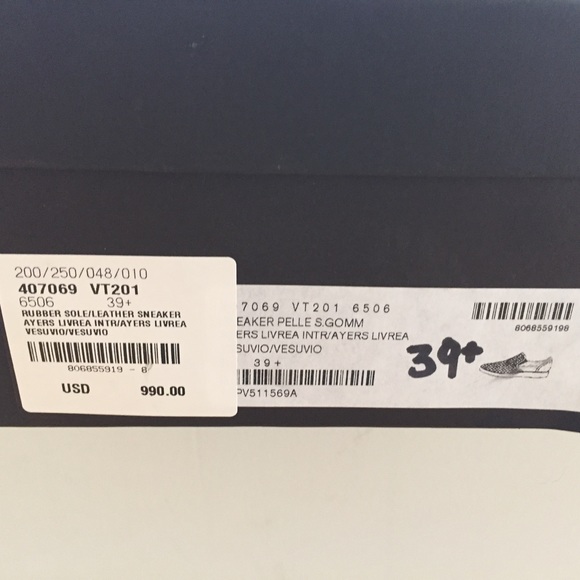 200/250/048/010
407069 VT201
6506 39+
RUBBER SOLE/LEATHER SNEAKER
AYERS LIVREA INTR/AYERS LIVREA
VESUVIO/VESUVIO
806855919 - 8
USD 990.00
7069 VT201 6506
EAKER PELLE S.GOMM
ERS LIVREA INTR/AYERS LIVREA
SUVIO/VESUVIO
39+
PV511569A
8068559198
39+